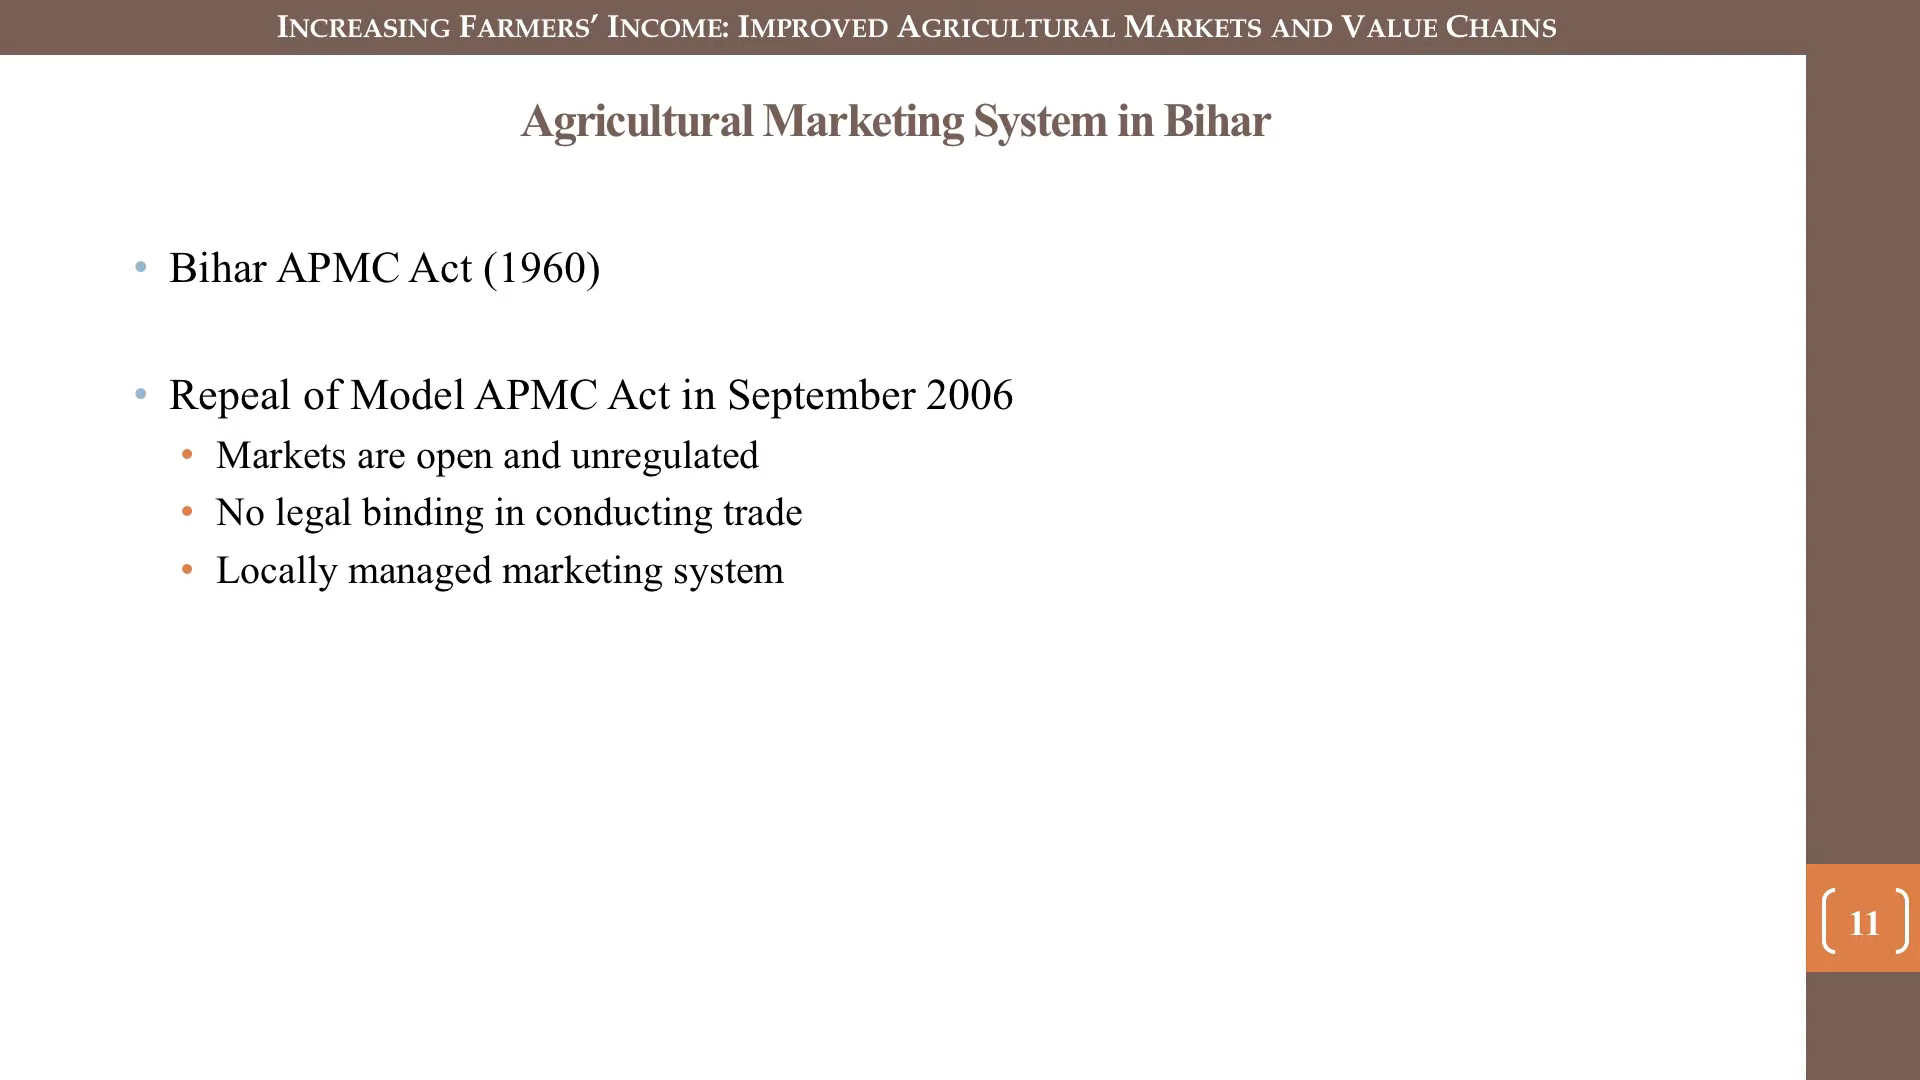 INCREASING FARMERS’ INCOME: IMPROVED AGRICULTURAL MARKETS AND VALUE CHAINS
Agricultural Marketing System in Bihar
• Bihar APMC Act (1960)
• Repeal of Model APMC Act in September 2006
• Markets are open and unregulated
• No legal binding in conducting trade
• Locally managed marketing system
11